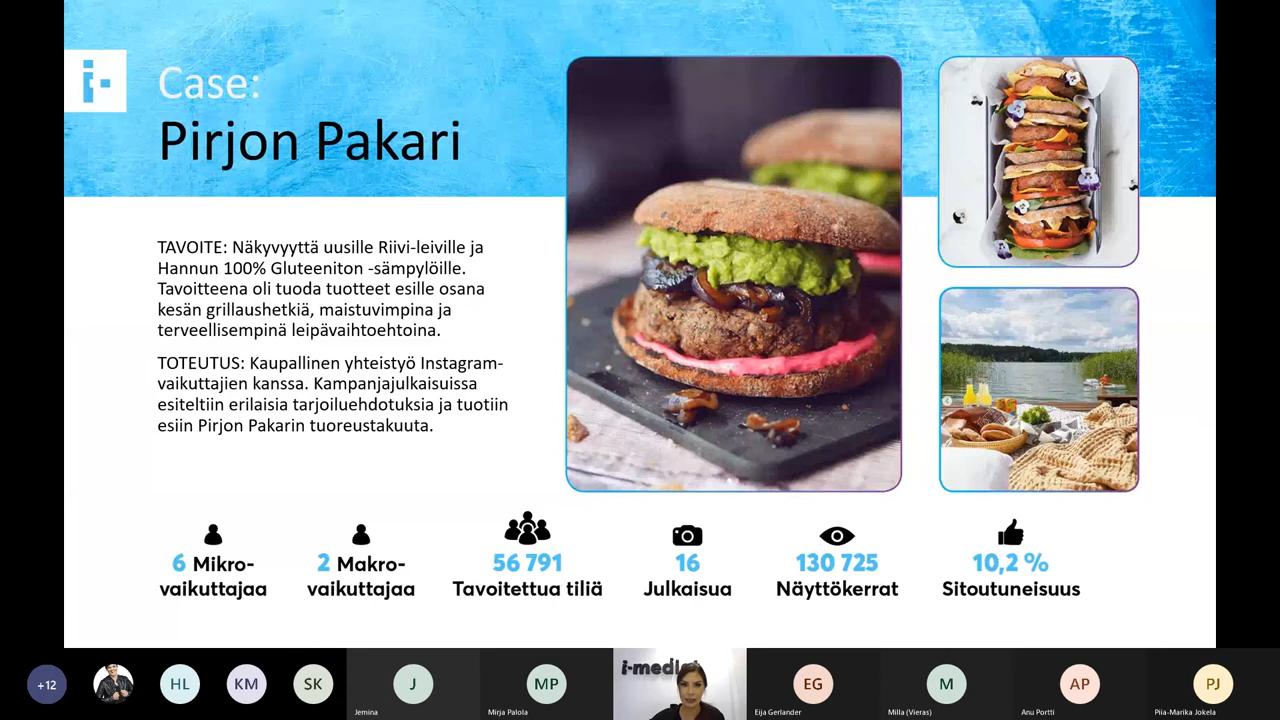 i-
Case:
Pirjon Pakari
TAVOITE: Näkyvyyttä uusille Riivi-leiville ja
Hannun 100% Gluteeniton -sämpylöille.
Tavoitteena oli tuoda tuotteet esille osana
kesän grillaushetkiä, maistuvimpina ja
terveellisempinä leipävaihtoehtoina.
TOTEUTUS: Kaupallinen yhteistyö Instagram-
vaikuttajien kanssa. Kampanjajulkaisuissa
esiteltiin erilaisia tarjoiluehdotuksia ja tuotiin
esiin Pirjon Pakarin tuoreustakuuta.
6 Mikro-
vaikuttajaa
2 Makro-
vaikuttajaa
56 791
Tavoitettua tiliä
16
Julkaisua
130 725
Näyttökerrat
10,2 %
Sitoutuneisuus
+12
HL
KM
SK
J
Jemina
MP
Mirja Palola
i-medi
EG
Eija Gerlander
M
Milla (Vieras)
AP
Anu Portti
PJ
Piia-Marika Jokela